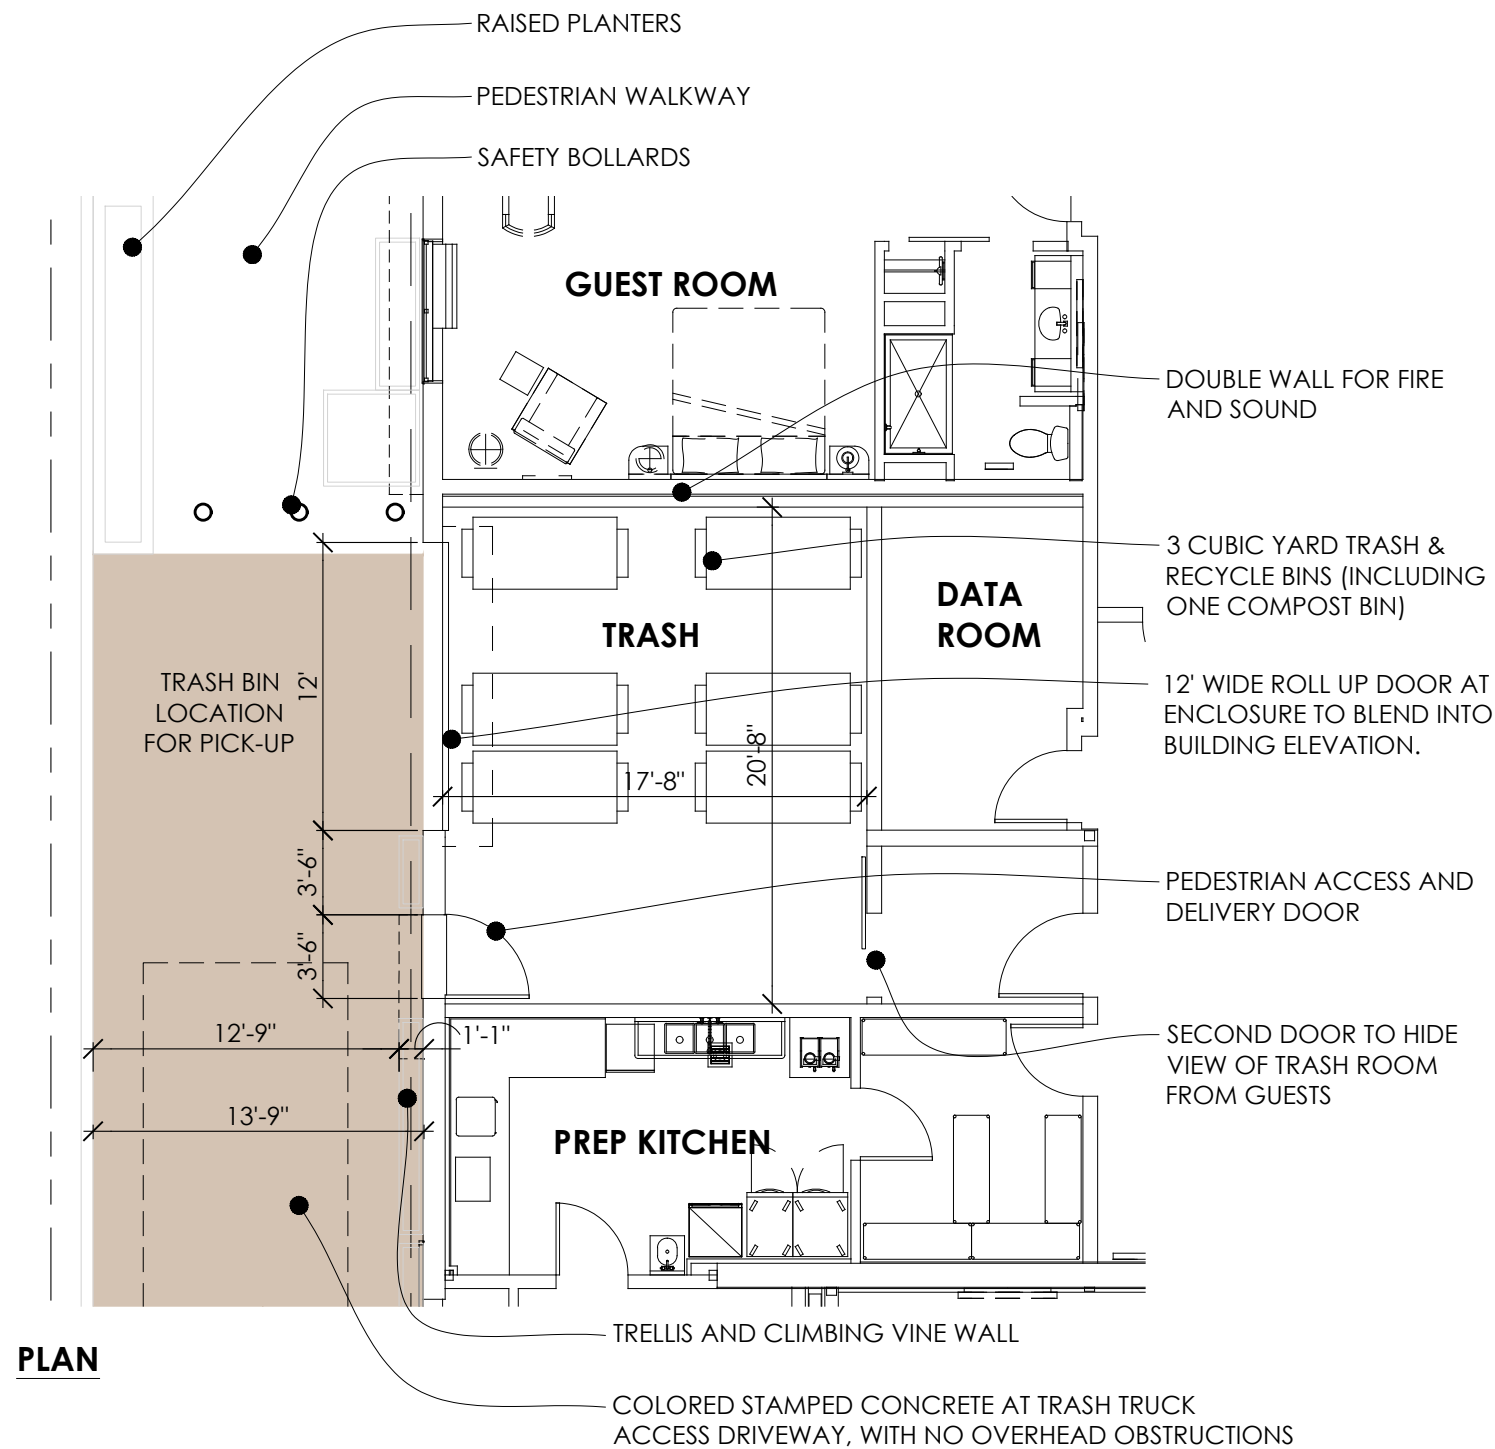 RAISED PLANTERS
PEDESTRIAN WALKWAY
SAFETY BOLLARDS
GUEST ROOM
DOUBLE WALL FOR FIRE
AND SOUND
3 CUBIC YARD TRASH &
RECYCLE BINS (INCLUDING
ONE COMPOST BIN)
DATA
ROOM
TRASH
TRASH BIN
LOCATION
FOR PICK-UP
12'
12' WIDE ROLL UP DOOR AT
ENCLOSURE TO BLEND INTO
BUILDING ELEVATION.
17'-8"
20'-8"
3'-6"
3'-6"
PEDESTRIAN ACCESS AND
DELIVERY DOOR
12'-9"
1'-1"
13'-9"
SECOND DOOR TO HIDE
VIEW OF TRASH ROOM
FROM GUESTS
PREP KITCHEN
TRELLIS AND CLIMBING VINE WALL
PLAN
COLORED STAMPED CONCRETE AT TRASH TRUCK
ACCESS DRIVEWAY, WITH NO OVERHEAD OBSTRUCTIONS